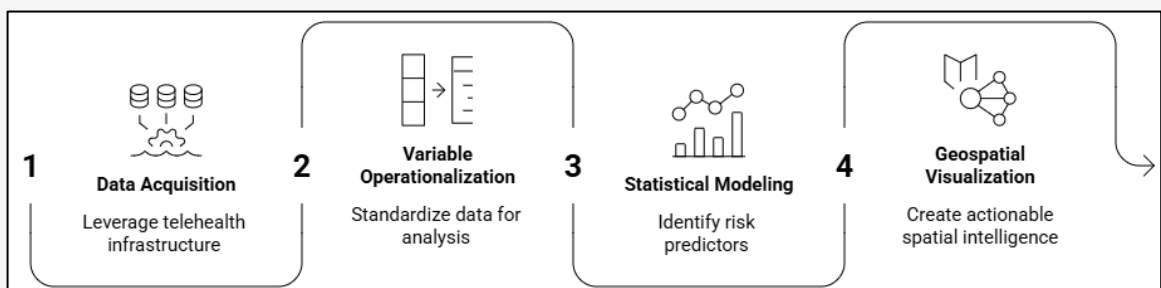 1
Data Acquisition
Leverage telehealth
infrastructure
2
Variable
Operationalization
Standardize data for
analysis
3
Statistical Modeling
Identify risk
predictors
4
Geospatial
Visualization
Create actionable
spatial intelligence